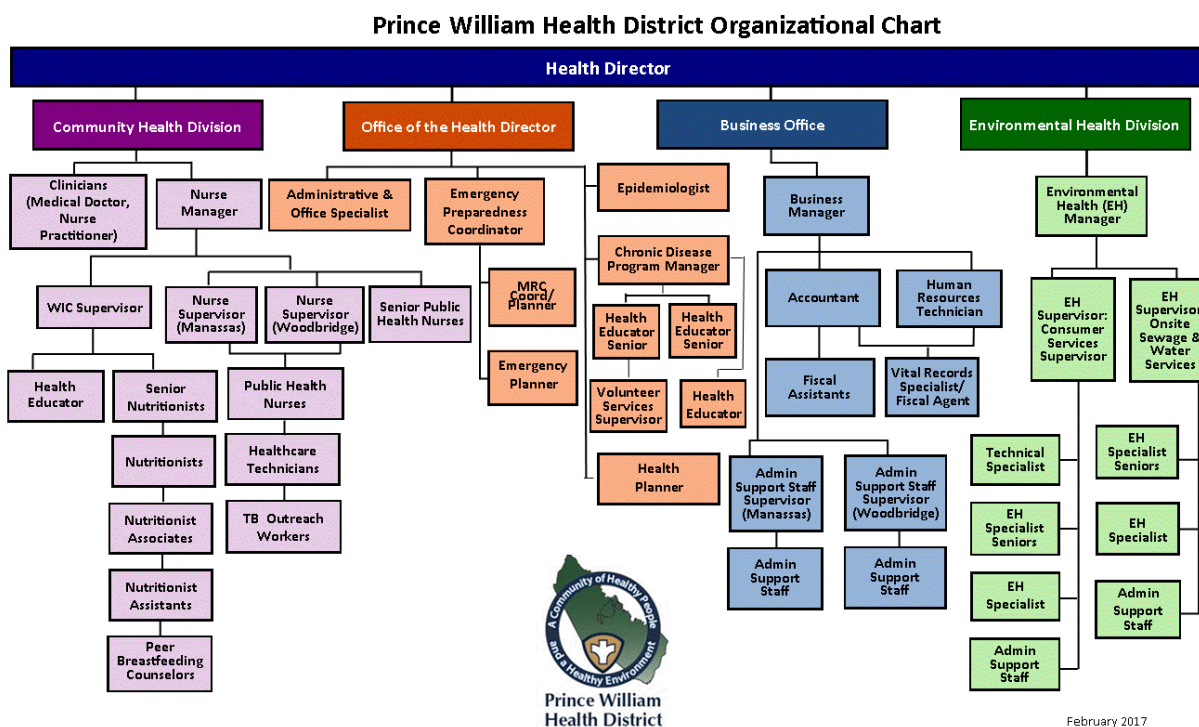 Prince William Health District Organizational Chart
Health Director
Community Health Division
Office of the Health Director
Business Office
Environmental Health Division
Clinicians
(Medical Doctor,
Nurse
Practitioner)
Nurse
Manager
WIC Supervisor
Nurse
Supervisor
(Manassas)
Nurse
Supervisor
(Woodbridge)
Senior Public
Health Nurses
Health
Educator
Senior
Nutritionists
Public Health
Nurses
Nutritionists
Healthcare
Technicians
Nutritionist
Associates
TB Outreach
Workers
Nutritionist
Assistants
Peer
Breastfeeding
Counselors
Administrative &
Office Specialist
Emergency
Preparedness
Coordinator
MRC
Coord/
Planner
Emergency
Planner
Epidemiologist
Chronic Disease
Program Manager
Health
Educator
Senior
Health
Educator
Senior
Volunteer
Services
Supervisor
Health
Educator
Health
Planner
Business
Manager
Accountant
Human
Resources
Technician
Fiscal
Assistants
Vital Records
Specialist/
Fiscal Agent
Admin
Support Staff
Supervisor
(Manassas)
Admin
Support Staff
Supervisor
(Woodbridge)
Admin
Support
Staff
Admin
Support
Staff
Environmental
Health (EH)
Manager
EH
Supervisor:
Consumer
Services
Supervisor
EH
Supervisor
Onsite
Sewage &
Water
Services
Technical
Specialist
EH
Specialist
Seniors
EH
Specialist
Admin
Support
Staff
EH
Specialist
Seniors
EH
Specialist
Admin
Support
Staff
A Community of Healthy People
and a Healthy Environment
Prince William
Health District
February 2017